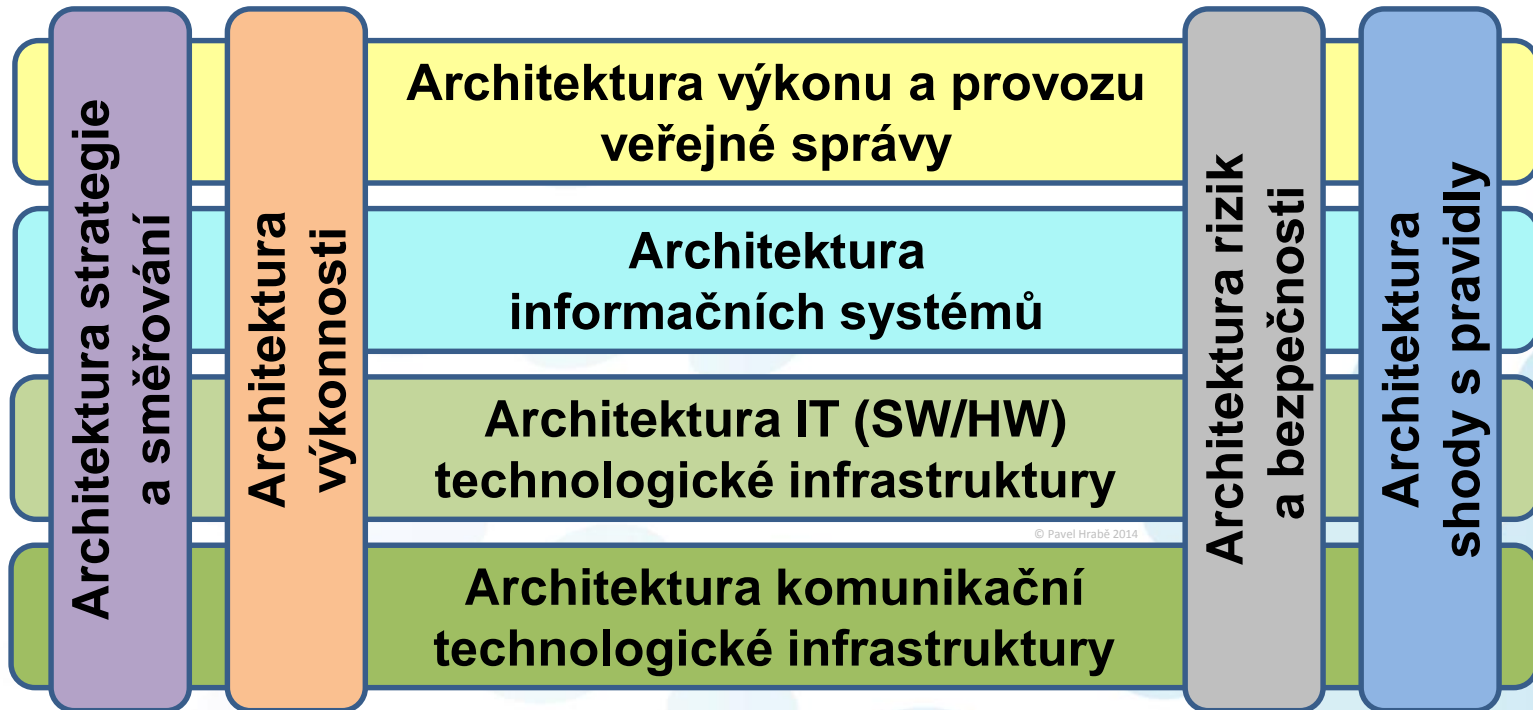 Architektura strategie
a směřování
Architektura
výkonnosti
Architektura výkonu a provozu
veřejné správy
Architektura
informačních systémů
Architektura IT (SW/HW)
technologické infrastruktury
© Pavel Hrabě 2014
Architektura komunikační
technologické infrastruktury
Architektura rizik
a bezpečnosti
Architektura
shody s pravidly